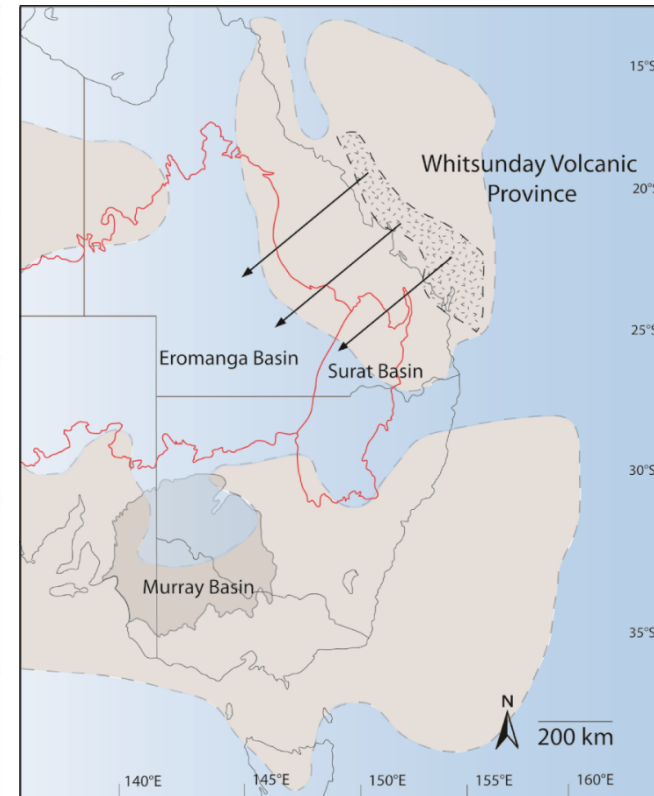 15°S
Whitsunday Volcanic
Province
20°S
25°S
Eromanga Basin
Surat Basin
30°S
Murray Basin
35°S
N
200 km
140°E
145°E
150°E
155°E
160°E